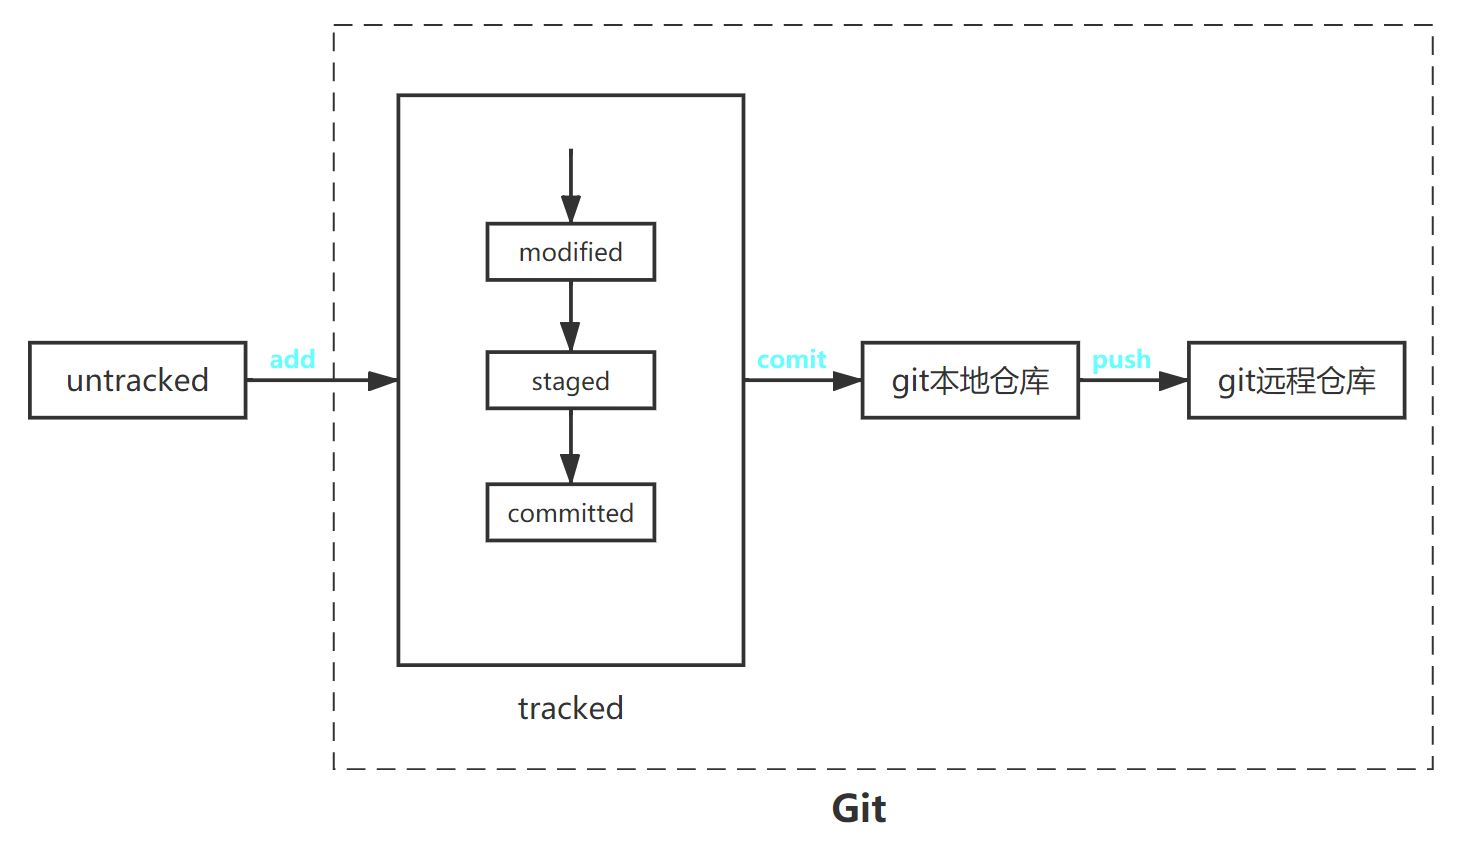 modified
untracked
add
staged
comit
git本地仓库
push
git远程仓库
committed
tracked
Git